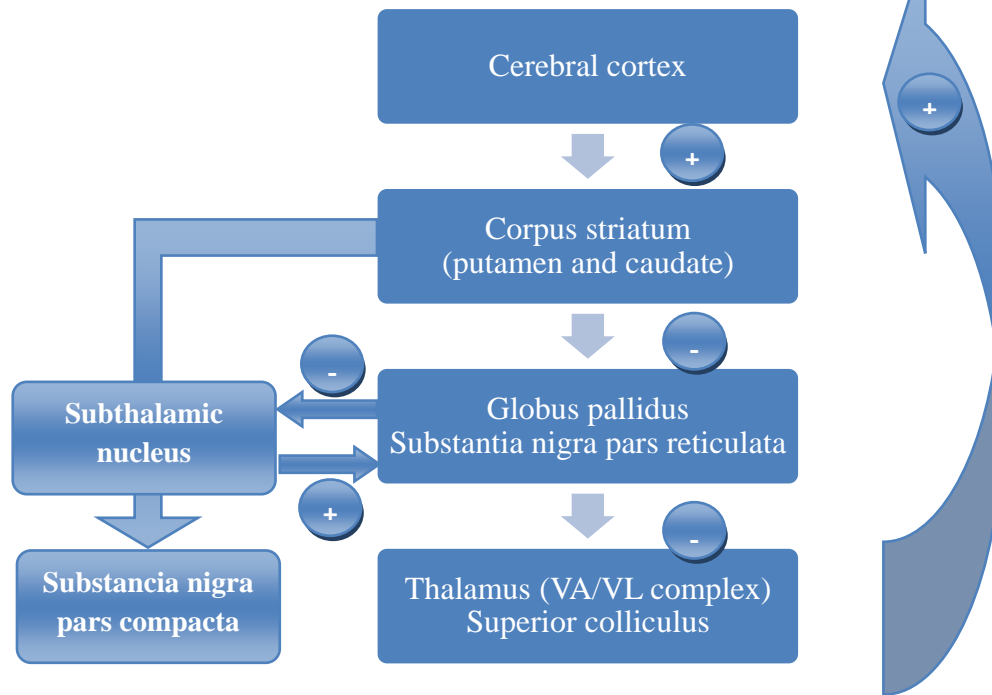 Cerebral cortex
+
+
Corpus striatum
(putamen and caudate)
-
-
Subthalamic
nucleus
Globus pallidus
Substantia nigra pars reticulata
+
-
Substancia nigra
pars compacta
Thalamus (VA/VL complex)
Superior colliculus